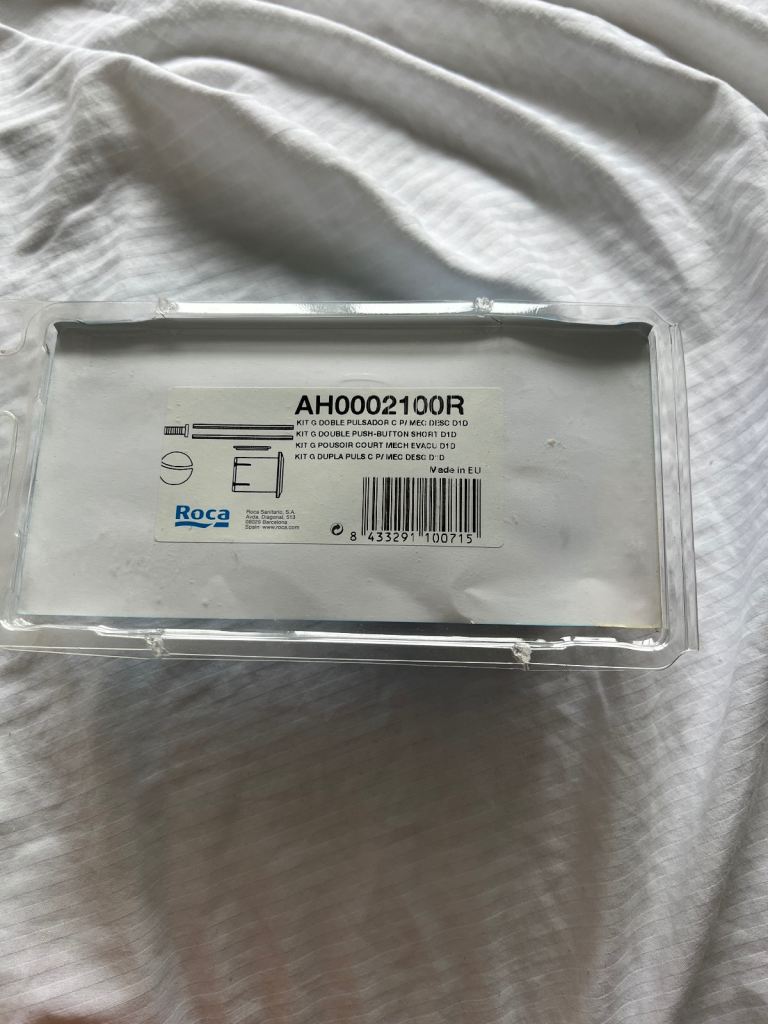 AH0002100R
KIT G DOBLE PULSADOR C P/ MEC DESC D1D
KIT G DOUBLE PUSH-BUTTON SHORT D1D
KIT G POUSOIR COURT MECH EVACU D1D
KIT G DUPLA PULS C P/ MEC DESC D1D
Made in EU
Roca
Roca Sanitario, S.A.
Avda. Diagonal, 513
08029 Barcelona
Spain www.roca.com
8 433291 100715